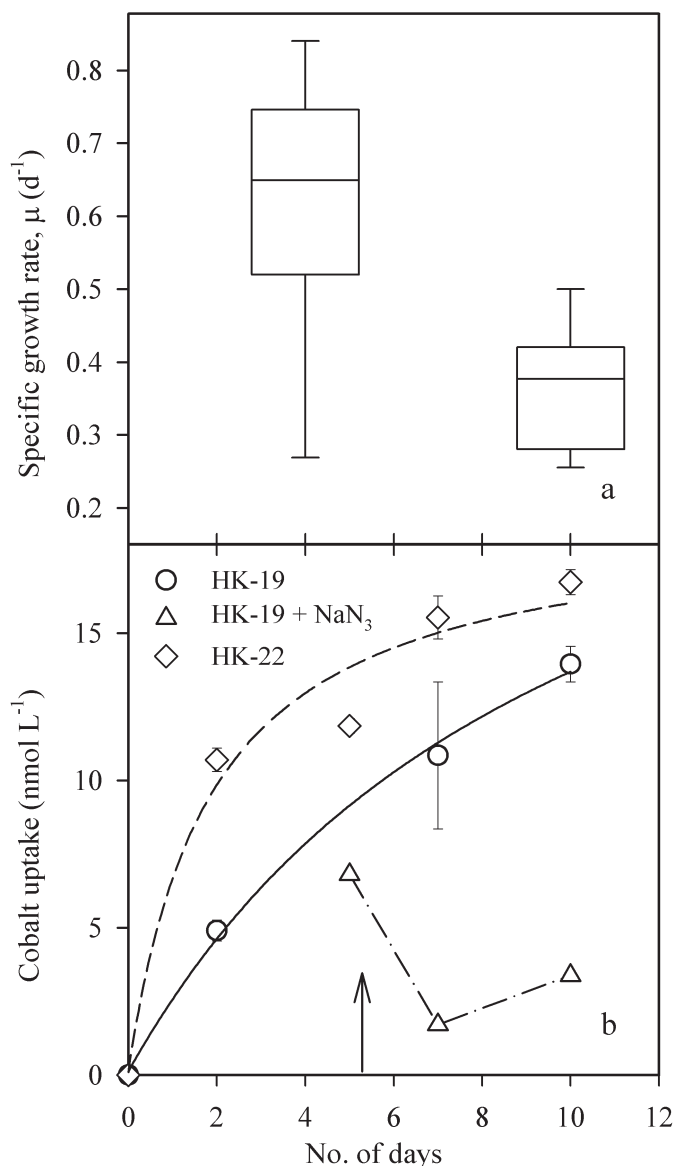 Specific growth rate, μ (d⁻¹)
0.8
0.7
0.6
0.5
0.4
0.3
0.2
a
HK-19
HK-19 + NaN₃
HK-22
Cobalt uptake (nmol L⁻¹)
15
10
5
0
b
0 2 4 6 8 10 12
No. of days